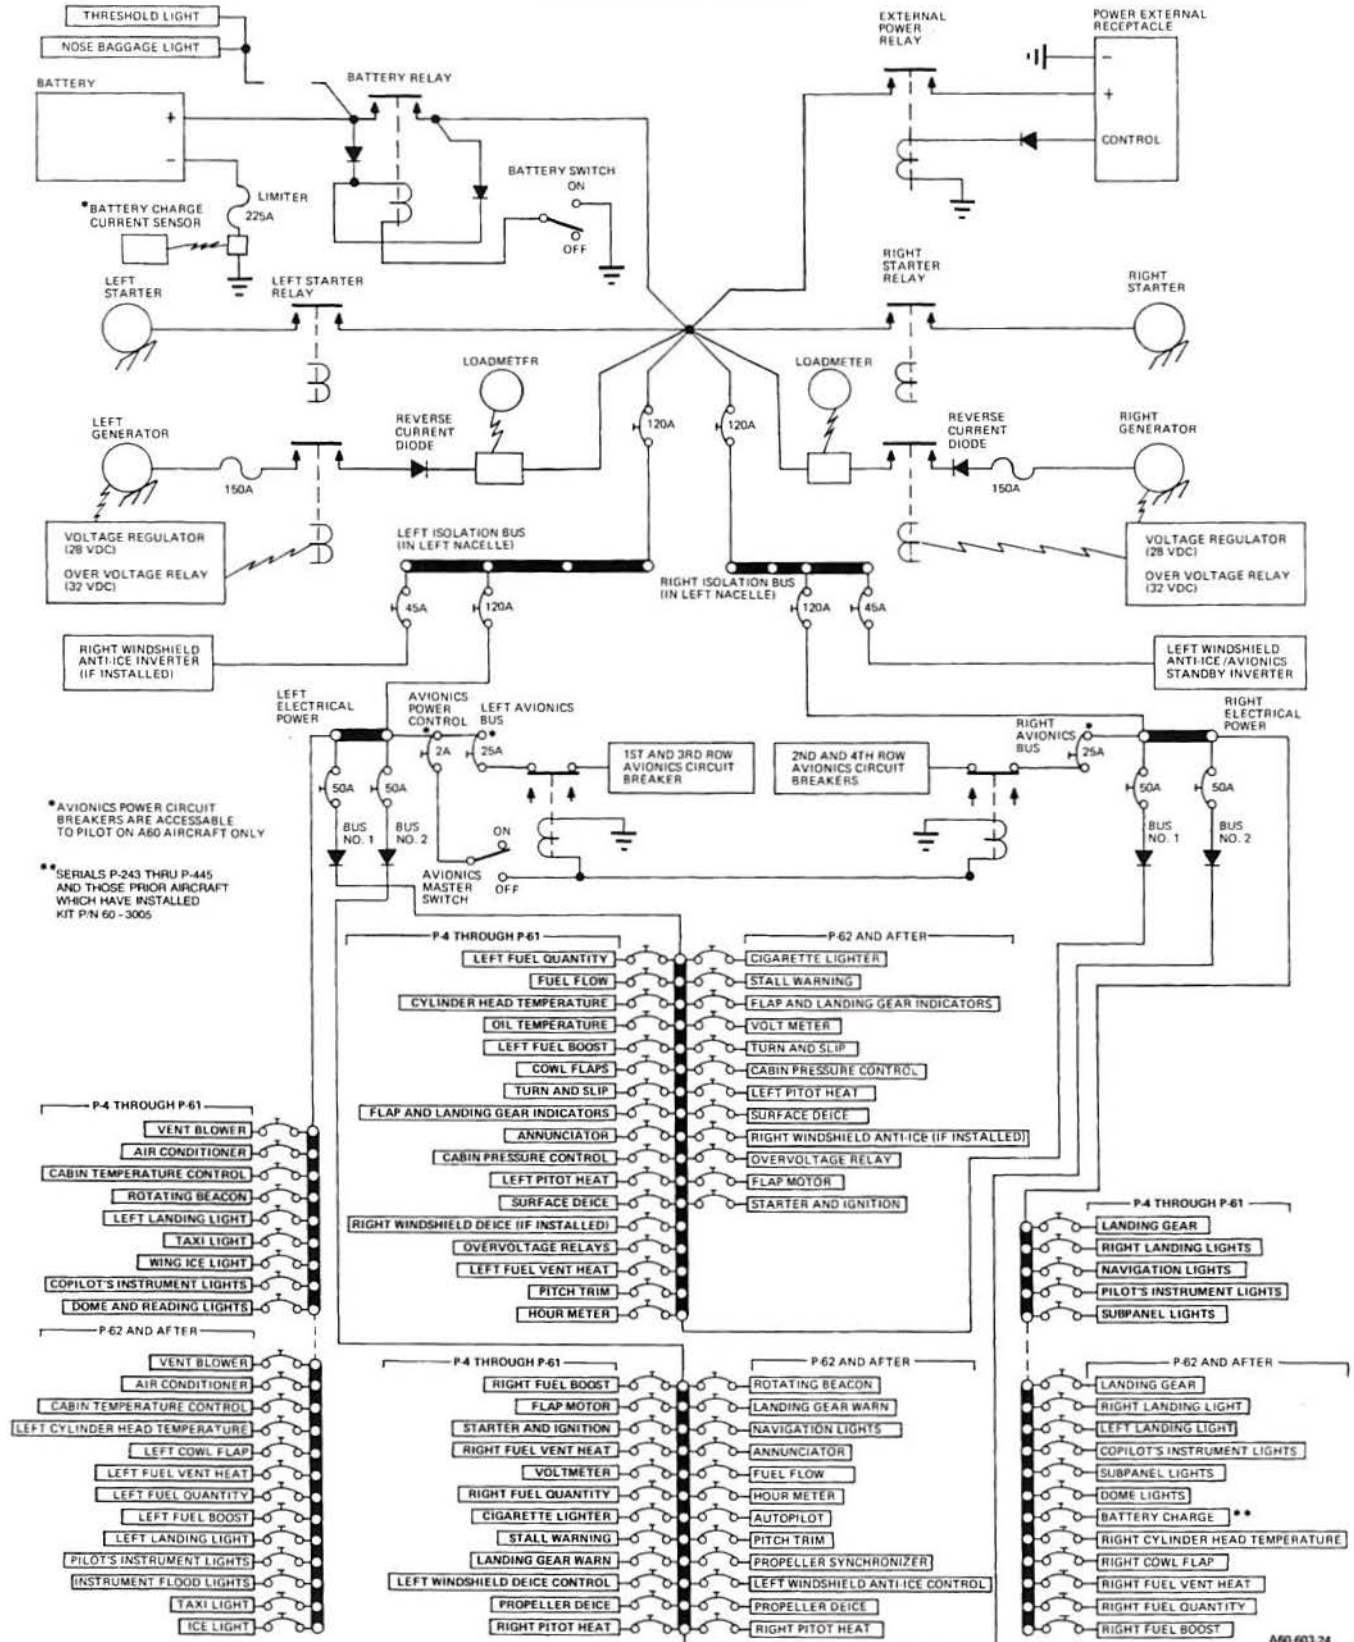 THRESHOLD LIGHT
NOSE BAGGAGE LIGHT
BATTERY
+
−
BATTERY RELAY
LIMITER
225A
*BATTERY CHARGE
CURRENT SENSOR
BATTERY SWITCH
ON
OFF
EXTERNAL
POWER
RELAY
POWER EXTERNAL
RECEPTACLE
−
+
CONTROL
LEFT
STARTER
LEFT STARTER
RELAY
RIGHT
STARTER
RELAY
RIGHT
STARTER
LOADMETER
LOADMETER
120A
120A
LEFT
GENERATOR
150A
REVERSE
CURRENT
DIODE
REVERSE
CURRENT
DIODE
150A
RIGHT
GENERATOR
VOLTAGE REGULATOR
(28 VDC)
OVER VOLTAGE RELAY
(32 VDC)
LEFT ISOLATION BUS
(IN LEFT NACELLE)
RIGHT ISOLATION BUS
(IN LEFT NACELLE)
VOLTAGE REGULATOR
(28 VDC)
OVER VOLTAGE RELAY
(32 VDC)
45A
120A
120A
45A
RIGHT WINDSHIELD
ANTI-ICE INVERTER
(IF INSTALLED)
LEFT WINDSHIELD
ANTI-ICE/AVIONICS
STANDBY INVERTER
LEFT
ELECTRICAL
POWER
AVIONICS
POWER
CONTROL
*
2A
LEFT AVIONICS
BUS
*
25A
1ST AND 3RD ROW
AVIONICS CIRCUIT
BREAKER
2ND AND 4TH ROW
AVIONICS CIRCUIT
BREAKERS
RIGHT
AVIONICS
BUS
*
25A
RIGHT
ELECTRICAL
POWER
50A
50A
50A
50A
BUS
NO. 1
BUS
NO. 2
BUS
NO. 1
BUS
NO. 2
ON
OFF
AVIONICS
MASTER
SWITCH
*AVIONICS POWER CIRCUIT
BREAKERS ARE ACCESSABLE
TO PILOT ON A60 AIRCRAFT ONLY
**SERIALS P-243 THRU P-445
AND THOSE PRIOR AIRCRAFT
WHICH HAVE INSTALLED
KIT P/N 60-3005
P-4 THROUGH P-61
LEFT FUEL QUANTITY
FUEL FLOW
CYLINDER HEAD TEMPERATURE
OIL TEMPERATURE
LEFT FUEL BOOST
COWL FLAPS
TURN AND SLIP
FLAP AND LANDING GEAR INDICATORS
ANNUNCIATOR
CABIN PRESSURE CONTROL
LEFT PITOT HEAT
SURFACE DEICE
RIGHT WINDSHIELD DEICE (IF INSTALLED)
OVERVOLTAGE RELAYS
LEFT FUEL VENT HEAT
PITCH TRIM
HOUR METER
P-62 AND AFTER
CIGARETTE LIGHTER
STALL WARNING
FLAP AND LANDING GEAR INDICATORS
VOLT METER
TURN AND SLIP
CABIN PRESSURE CONTROL
LEFT PITOT HEAT
SURFACE DEICE
RIGHT WINDSHIELD ANTI-ICE (IF INSTALLED)
OVERVOLTAGE RELAY
FLAP MOTOR
STARTER AND IGNITION
P-4 THROUGH P-61
VENT BLOWER
AIR CONDITIONER
CABIN TEMPERATURE CONTROL
ROTATING BEACON
LEFT LANDING LIGHT
TAXI LIGHT
WING ICE LIGHT
COPILOT'S INSTRUMENT LIGHTS
DOME AND READING LIGHTS
P-62 AND AFTER
VENT BLOWER
AIR CONDITIONER
CABIN TEMPERATURE CONTROL
LEFT CYLINDER HEAD TEMPERATURE
LEFT COWL FLAP
LEFT FUEL VENT HEAT
LEFT FUEL QUANTITY
LEFT FUEL BOOST
LEFT LANDING LIGHT
PILOT'S INSTRUMENT LIGHTS
INSTRUMENT FLOOD LIGHTS
TAXI LIGHT
ICE LIGHT
P-4 THROUGH P-61
RIGHT FUEL BOOST
FLAP MOTOR
STARTER AND IGNITION
RIGHT FUEL VENT HEAT
VOLTMETER
RIGHT FUEL QUANTITY
CIGARETTE LIGHTER
STALL WARNING
LANDING GEAR WARN
LEFT WINDSHIELD DEICE CONTROL
PROPELLER DEICE
RIGHT PITOT HEAT
P-62 AND AFTER
ROTATING BEACON
LANDING GEAR WARN
NAVIGATION LIGHTS
ANNUNCIATOR
FUEL FLOW
HOUR METER
AUTOPILOT
PITCH TRIM
PROPELLER SYNCHRONIZER
LEFT WINDSHIELD ANTI-ICE CONTROL
PROPELLER DEICE
RIGHT PITOT HEAT
P-4 THROUGH P-61
LANDING GEAR
RIGHT LANDING LIGHTS
NAVIGATION LIGHTS
PILOT'S INSTRUMENT LIGHTS
SUBPANEL LIGHTS
P-62 AND AFTER
LANDING GEAR
RIGHT LANDING LIGHT
LEFT LANDING LIGHT
COPILOT'S INSTRUMENT LIGHTS
SUBPANEL LIGHTS
DOME LIGHTS
BATTERY CHARGE **
RIGHT CYLINDER HEAD TEMPERATURE
RIGHT COWL FLAP
RIGHT FUEL VENT HEAT
RIGHT FUEL QUANTITY
RIGHT FUEL BOOST
A60 603 24